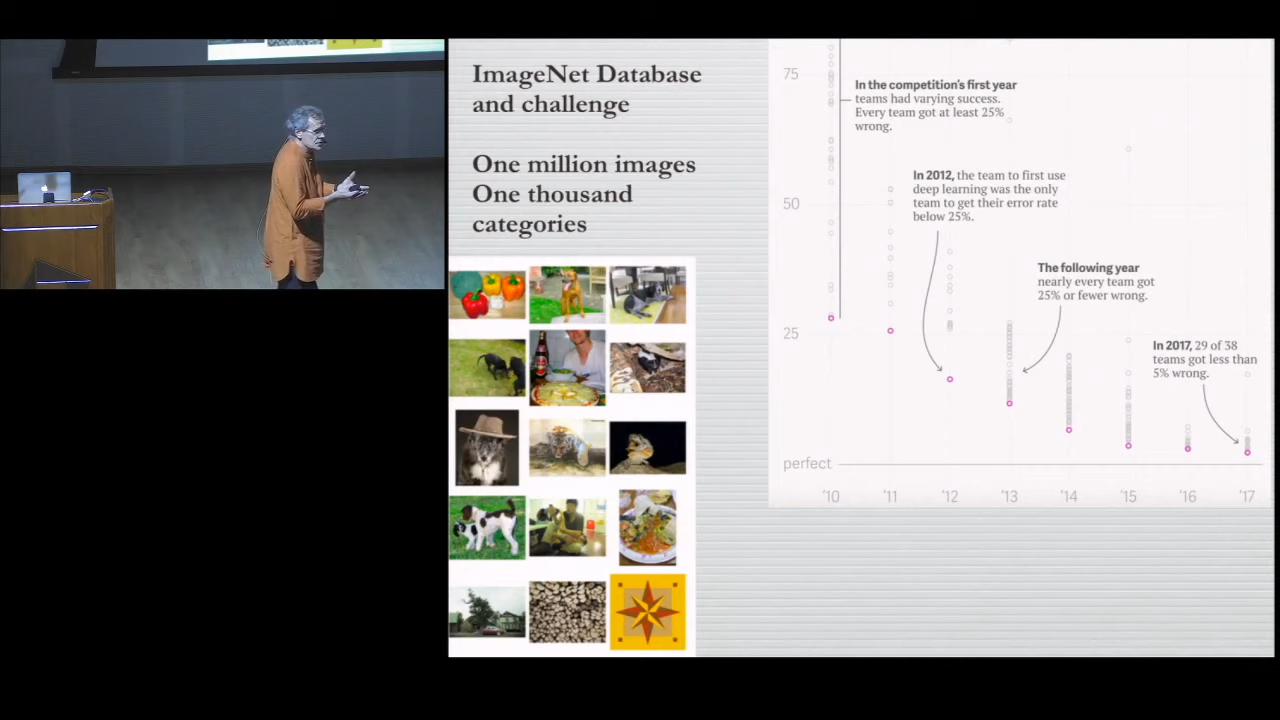 ImageNet Database
and challenge
One million images
One thousand
categories
75
50
25
perfect
In the competition's first year
teams had varying success.
Every team got at least 25%
wrong.
In 2012, the team to first use
deep learning was the only
team to get their error rate
below 25%.
The following year
nearly every team got
25% or fewer wrong.
In 2017, 29 of 38
teams got less than
5% wrong.
'10 '11 '12 '13 '14 '15 '16 '17